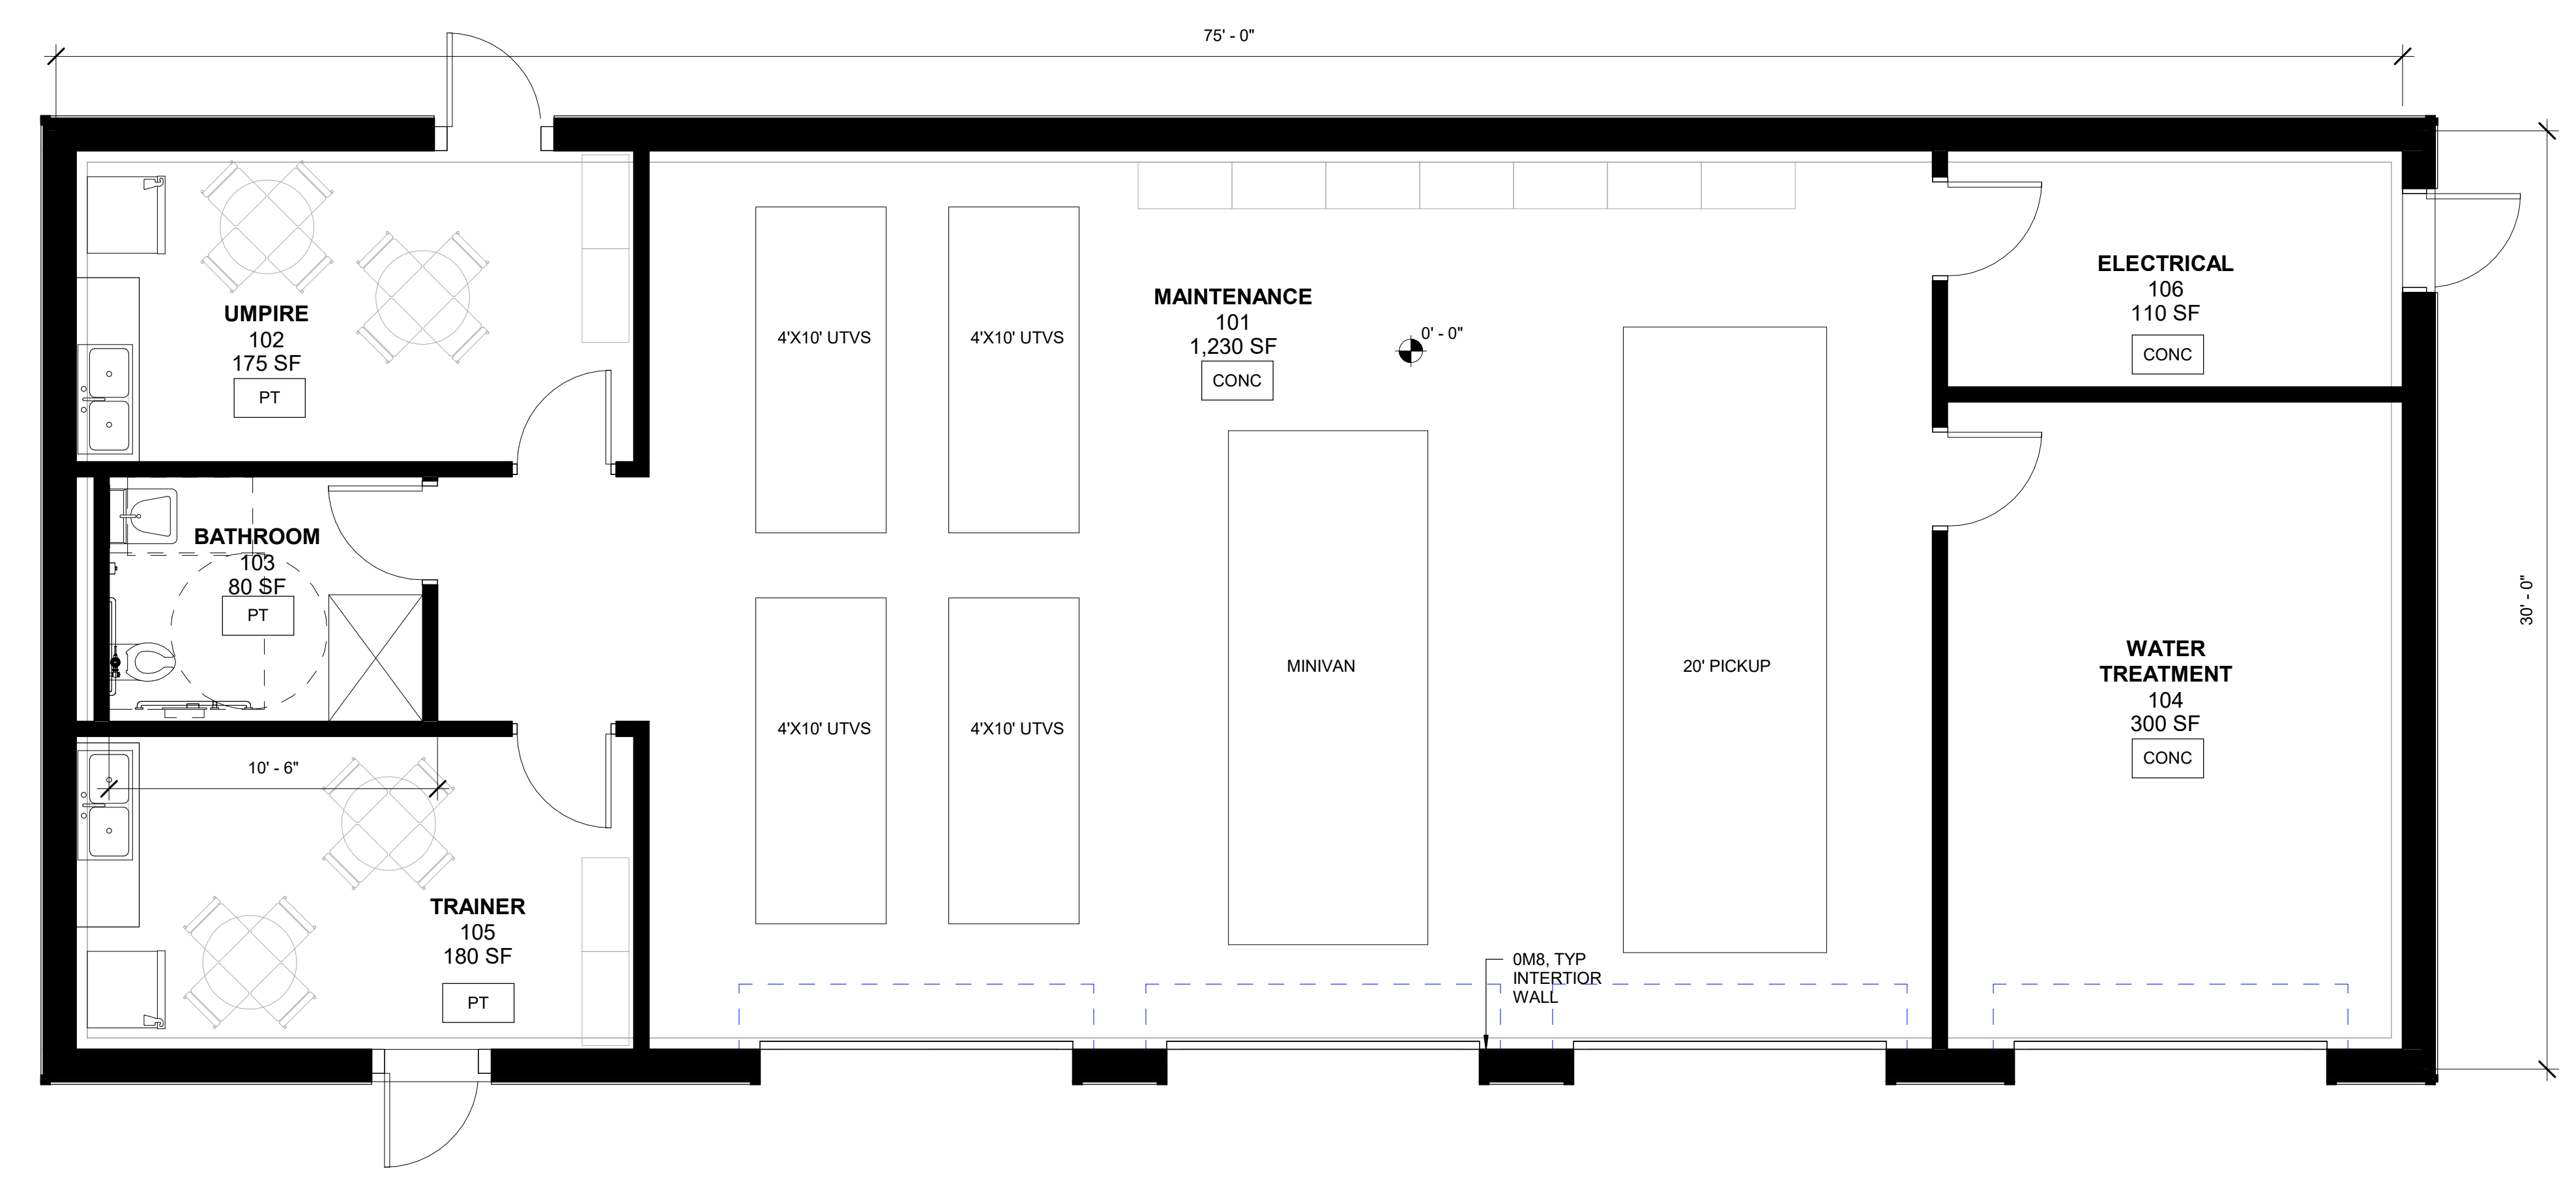 75' - 0"
UMPIRE
102
175 SF
PT
4'X10' UTVS
4'X10' UTVS
MAINTENANCE
101
1,230 SF
CONC
0' - 0"
ELECTRICAL
106
110 SF
CONC
BATHROOM
103
80 SF
PT
30' - 0"
MINIVAN
20' PICKUP
WATER
TREATMENT
104
300 SF
CONC
4'X10' UTVS
4'X10' UTVS
10' - 6"
TRAINER
105
180 SF
PT
0M8, TYP
INTERTIOR
WALL